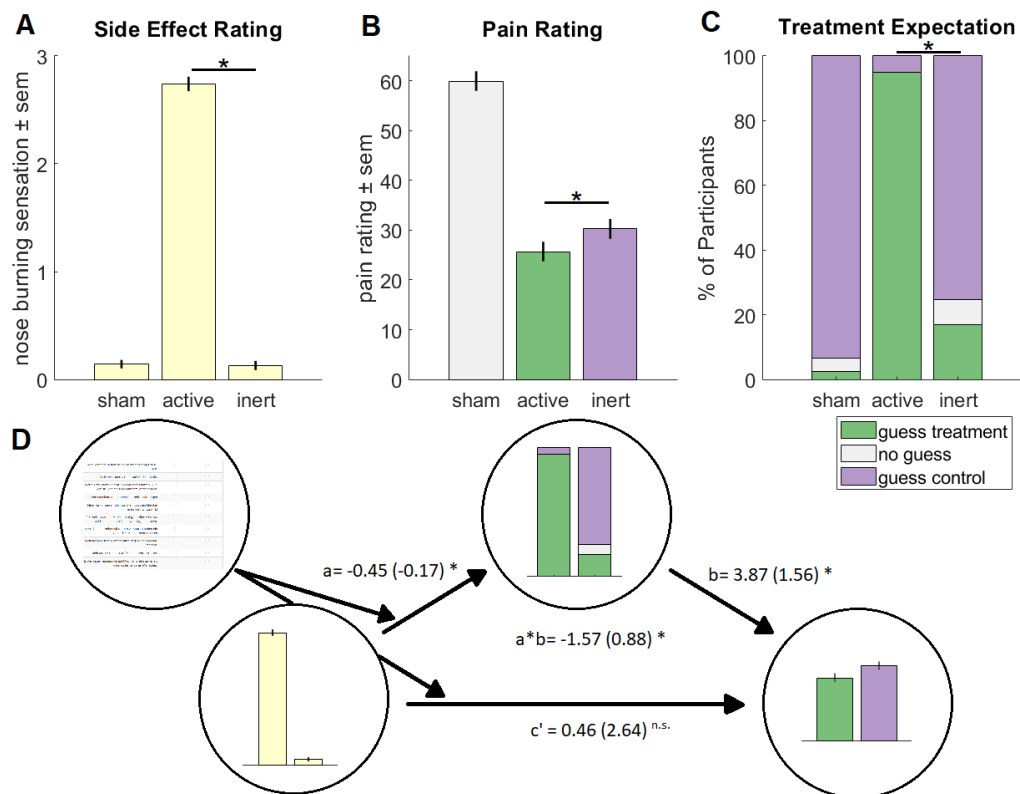 A
Side Effect Rating
nose burning sensation ± sem
3
2
1
0
*
sham
active
inert
B
Pain Rating
pain rating ± sem
60
50
40
30
20
10
0
*
sham
active
inert
C
Treatment Expectation
% of Participants
100
80
60
40
20
0
*
sham
active
inert
guess treatment
no guess
guess control
D
a= -0.45 (-0.17) *
b= 3.87 (1.56) *
a*b= -1.57 (0.88) *
c' = 0.46 (2.64) n.s.